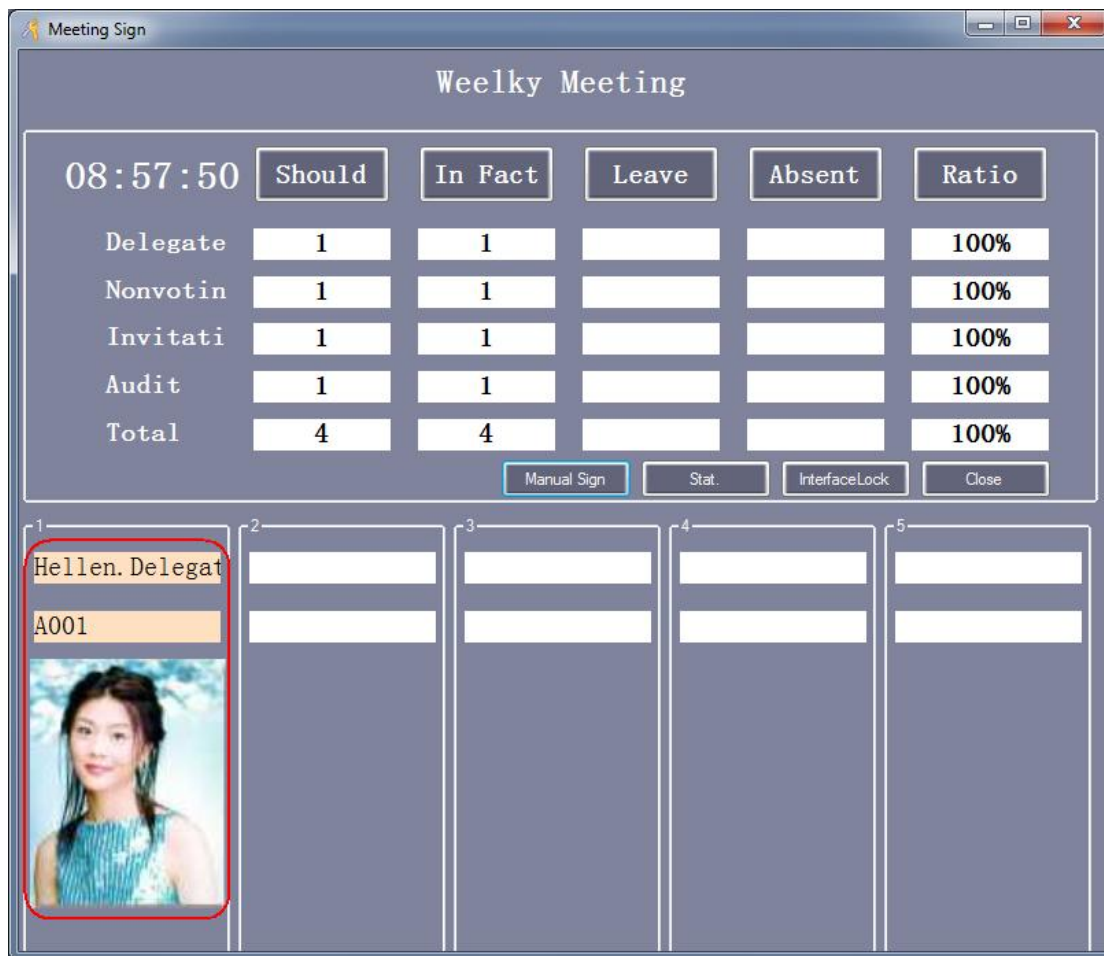 Meeting Sign
Weelky Meeting
08:57:50 Should In Fact Leave Absent Ratio
Delegate 1 1 100%
Nonvotin 1 1 100%
Invitati 1 1 100%
Audit 1 1 100%
Total 4 4 100%
Manual Sign Stat. InterfaceLock Close
1 2 3 4 5
Hellen.Delegat
A001